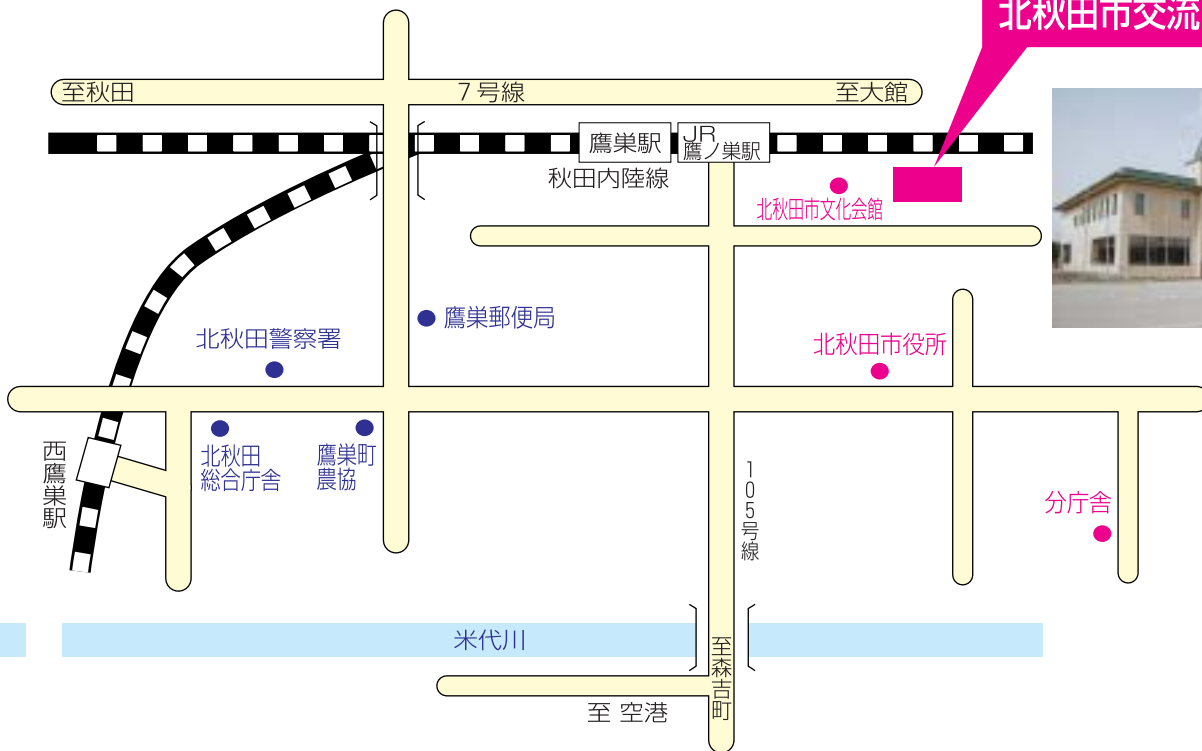 北秋田市交流
至秋田
7号線
至大館
鷹巣駅
JR
鷹ノ巣駅
秋田内陸線
北秋田市文化会館
鷹巣郵便局
北秋田警察署
北秋田市役所
西鷹巣駅
北秋田
総合庁舎
鷹巣町
農協
105号線
分庁舎
米代川
至森吉町
至 空港